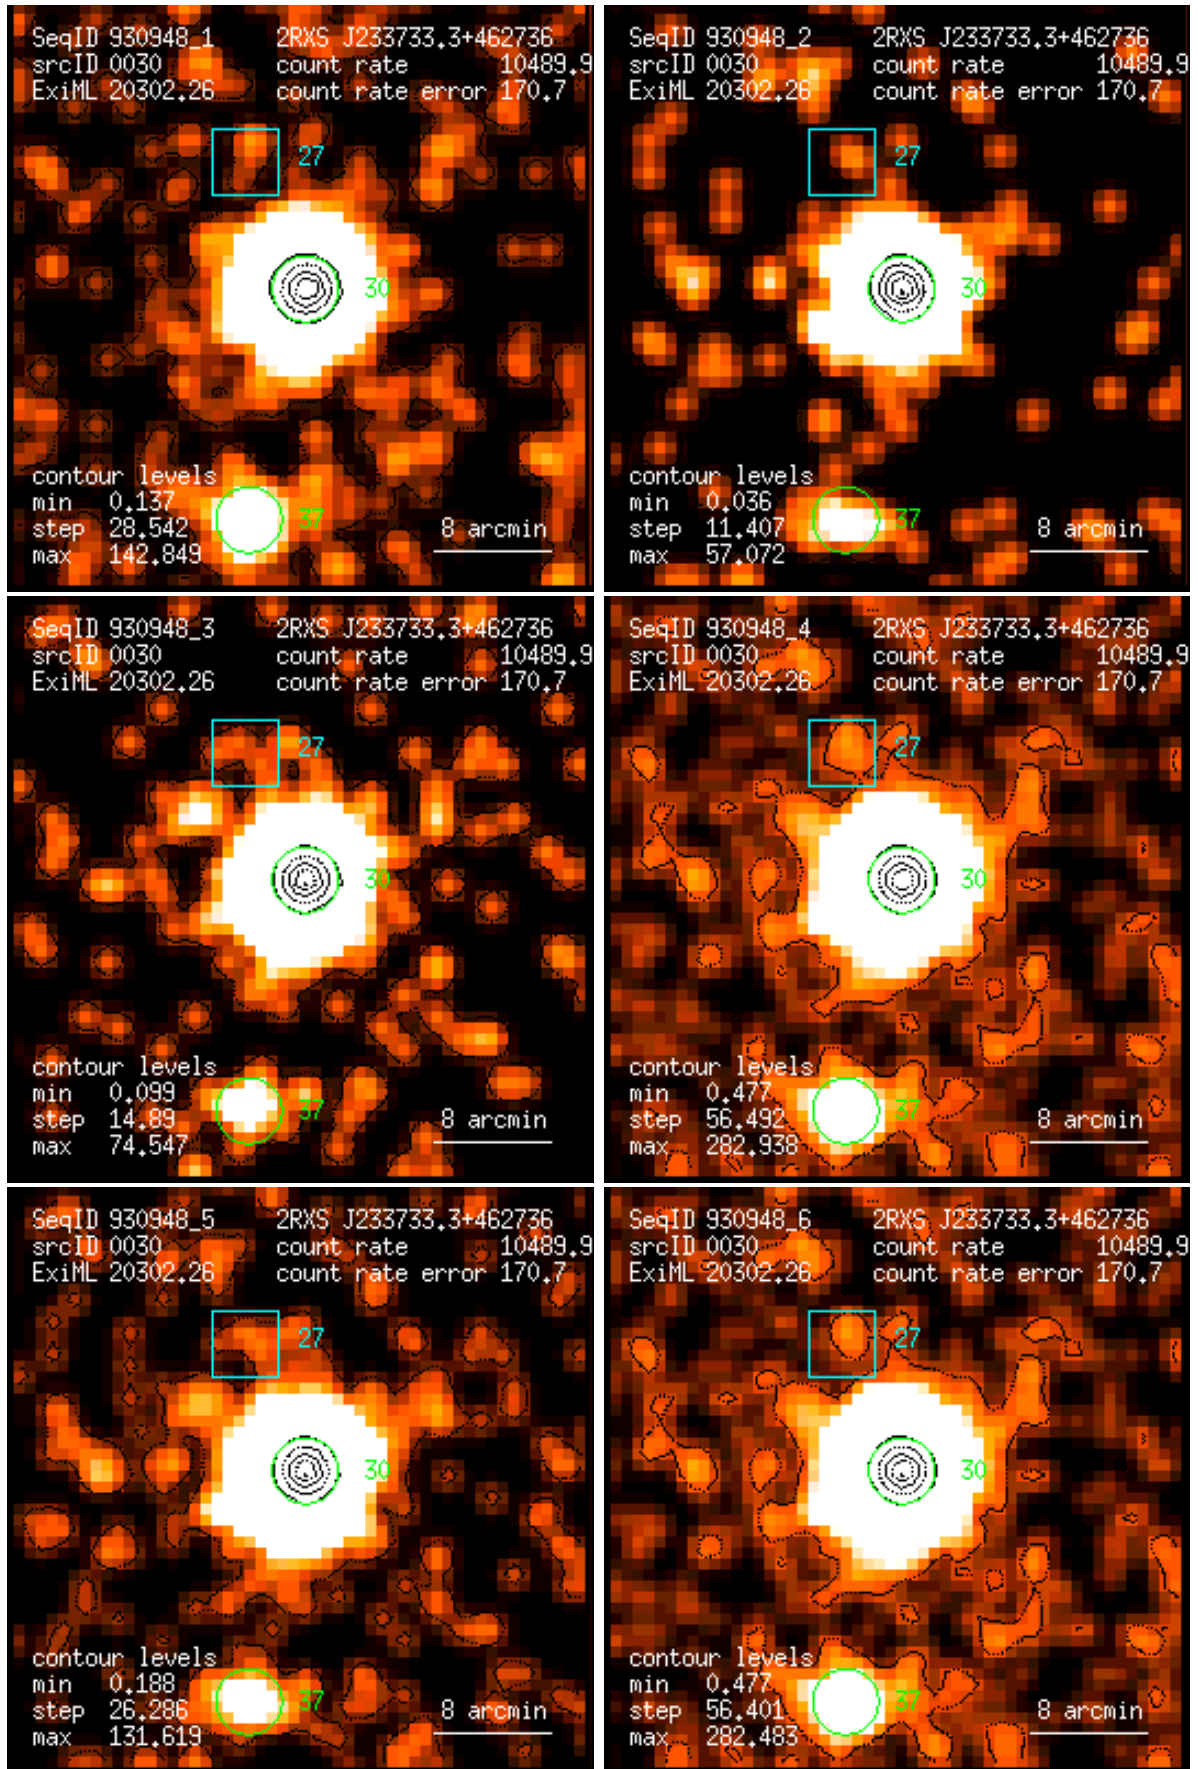 SeqID 930948_1 2RXS J233733.3+462736
srcID 0030 count rate 10489.9
ExiML 20302.26 count rate error 170.7
27
30
contour levels
min 0.137
37
step 28.542 8 arcmin
max 142.849
SeqID 930948_2 2RXS J233733.3+462736
srcID 0030 count rate 10489.9
ExiML 20302.26 count rate error 170.7
27
30
contour levels
min 0.036
37
step 11.407 8 arcmin
max 57.072
SeqID 930948_3 2RXS J233733.3+462736
srcID 0030 count rate 10489.9
ExiML 20302.26 count rate error 170.7
27
30
contour levels
min 0.099
37
step 14.89 8 arcmin
max 74.547
SeqID 930948_4 2RXS J233733.3+462736
srcID 0030 count rate 10489.9
ExiML 20302.26 count rate error 170.7
27
30
contour levels
min 0.477
37
step 56.492 8 arcmin
max 282.938
SeqID 930948_5 2RXS J233733.3+462736
srcID 0030 count rate 10489.9
ExiML 20302.26 count rate error 170.7
27
30
contour levels
min 0.188
37
step 26.286 8 arcmin
max 131.619
SeqID 930948_6 2RXS J233733.3+462736
srcID 0030 count rate 10489.9
ExiML 20302.26 count rate error 170.7
27
30
contour levels
min 0.477
37
step 56.401 8 arcmin
max 282.483